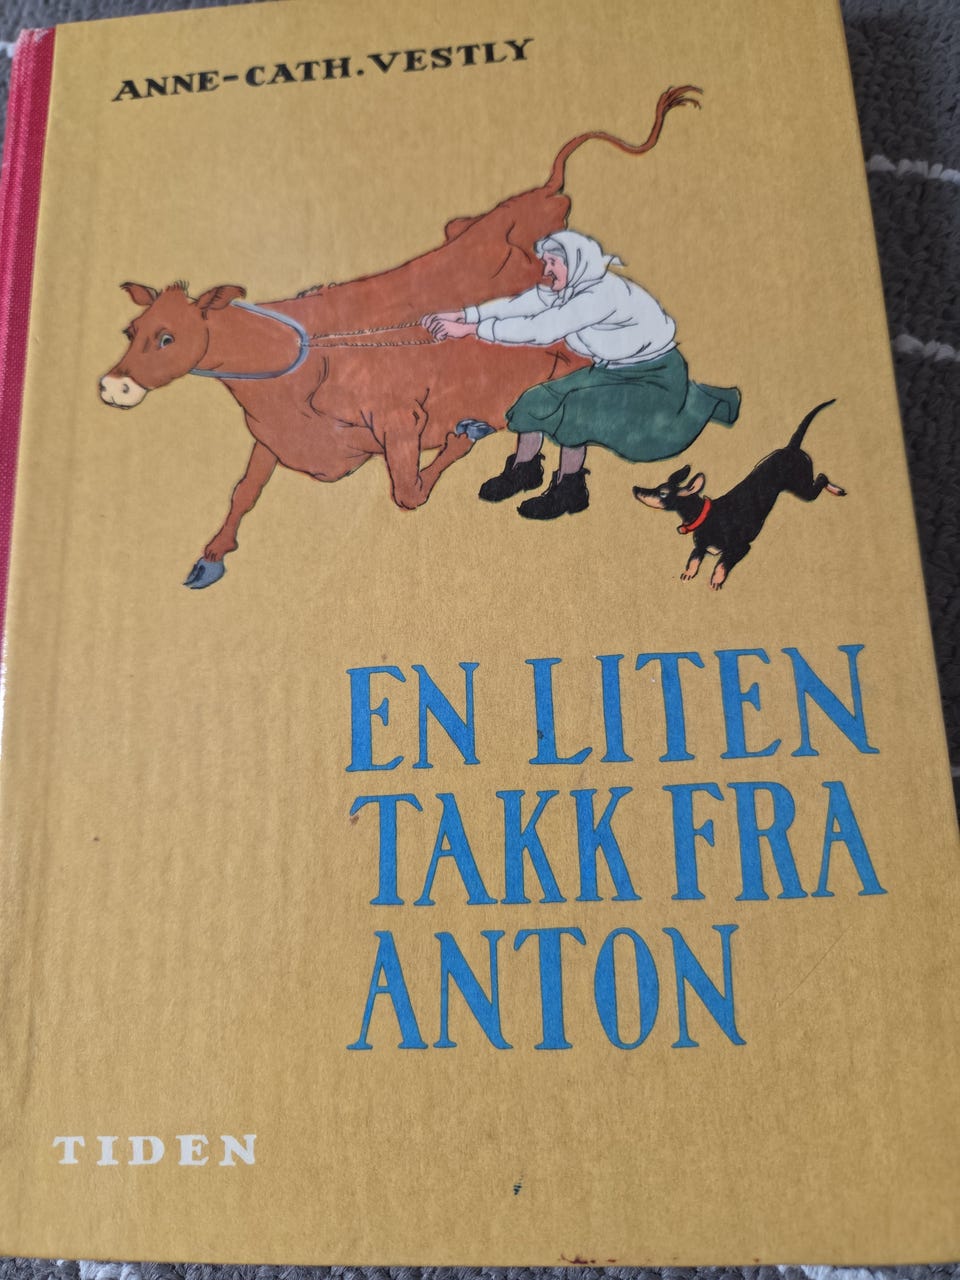 ANNE-CATH. VESTLY
EN LITEN
TAKK FRA
ANTON
TIDEN